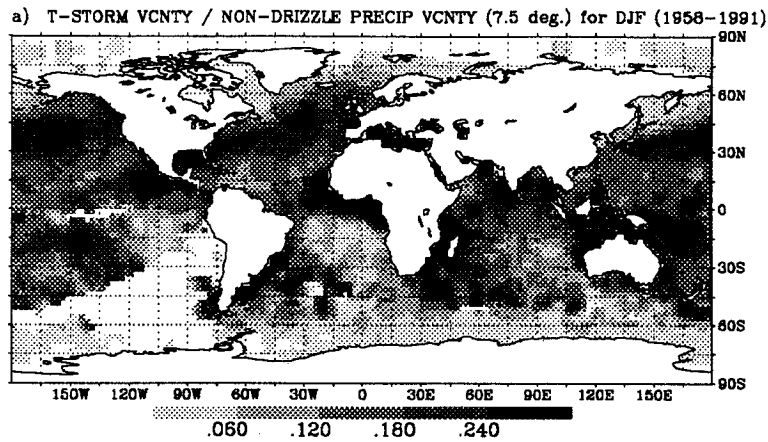 a) T-STORM VCNTY / NON-DRIZZLE PRECIP VCNTY (7.5 deg.) for DJF (1958-1991)
90N
60N
30N
0
30S
60S
90S
150W 120W 90W 60W 30W 0 30E 60E 90E 120E 150E
.060 .120 .180 .240